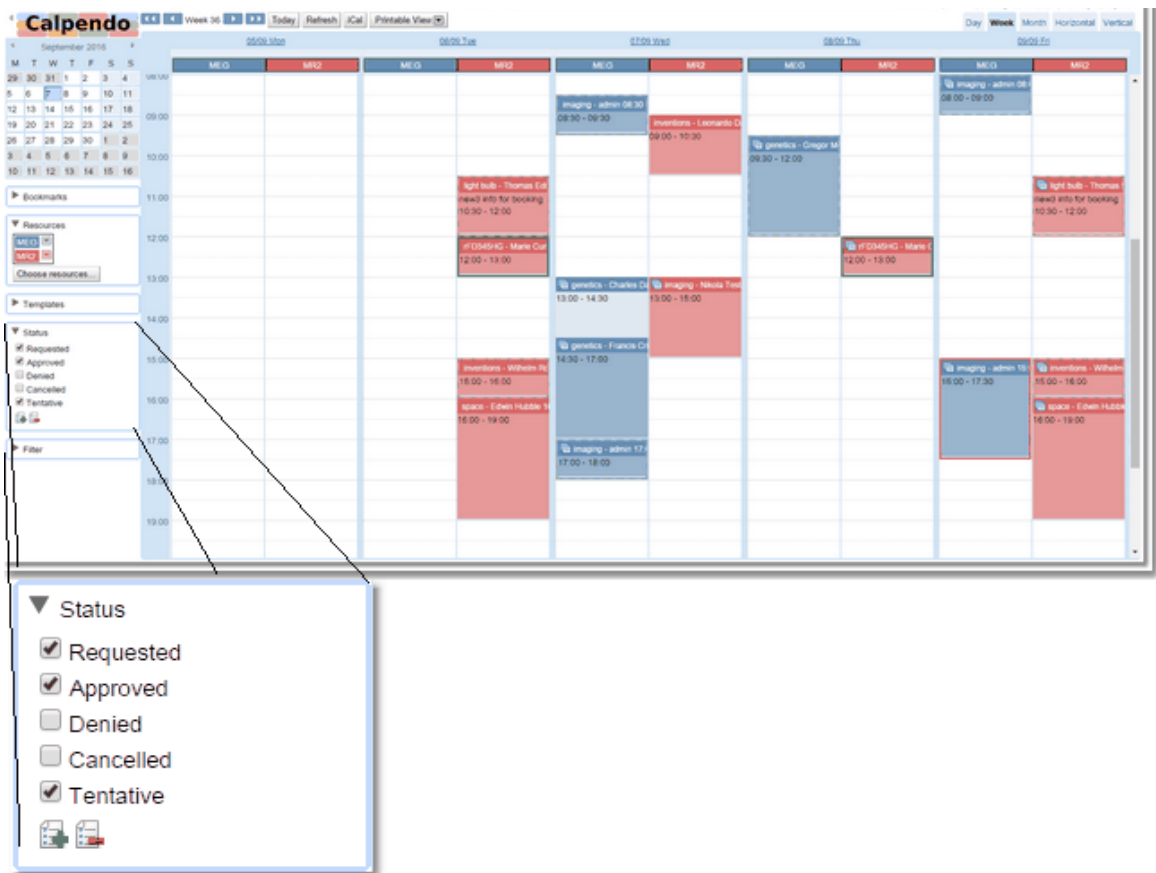 Calpendo
Week 36 Today Refresh iCal Printable View
Day Week Month Horizontal Vertical
September 2016
M T W T F S S
29 30 31 1 2 3 4
5 6 7 8 9 10 11
12 13 14 15 16 17 18
19 20 21 22 23 24 25
26 27 28 29 30 1 2
3 4 5 6 7 8 9
10 11 12 13 14 15 16
Bookmarks
Resources
MEG
MR2
Choose resources...
Templates
Status
Requested
Approved
Denied
Cancelled
Tentative
Filter
05/09 Mon 06/09 Tue 07/09 Wed 08/09 Thu 09/09 Fri
MEG MR2 MEG MR2 MEG MR2 MEG MR2 MEG MR2
08:00
09:00
10:00
11:00
12:00
13:00
14:00
15:00
16:00
17:00
18:00
19:00
light bulb - Thomas Edi
new3 info for booking
10:30 - 12:00
rFD345HG - Marie Cur
12:00 - 13:00
inventions - Wilhelm Rö
15:00 - 16:00
space - Edwin Hubble
16:00 - 19:00
imaging - admin 08:30
08:30 - 09:30
genetics - Charles Da
13:00 - 14:30
genetics - Francis Cri
14:30 - 17:00
imaging - admin 17:
17:00 - 18:00
inventions - Leonardo D
09:00 - 10:30
imaging - Nikola Tesl
13:00 - 15:00
genetics - Gregor M
09:30 - 12:00
rFD345HG - Marie C
12:00 - 13:00
imaging - admin 08:
08:00 - 09:00
imaging - admin 15:
15:00 - 17:30
light bulb - Thomas
new3 info for booking
10:30 - 12:00
inventions - Wilhelm
15:00 - 16:00
space - Edwin Hubble
16:00 - 19:00
Status
Requested
Approved
Denied
Cancelled
Tentative